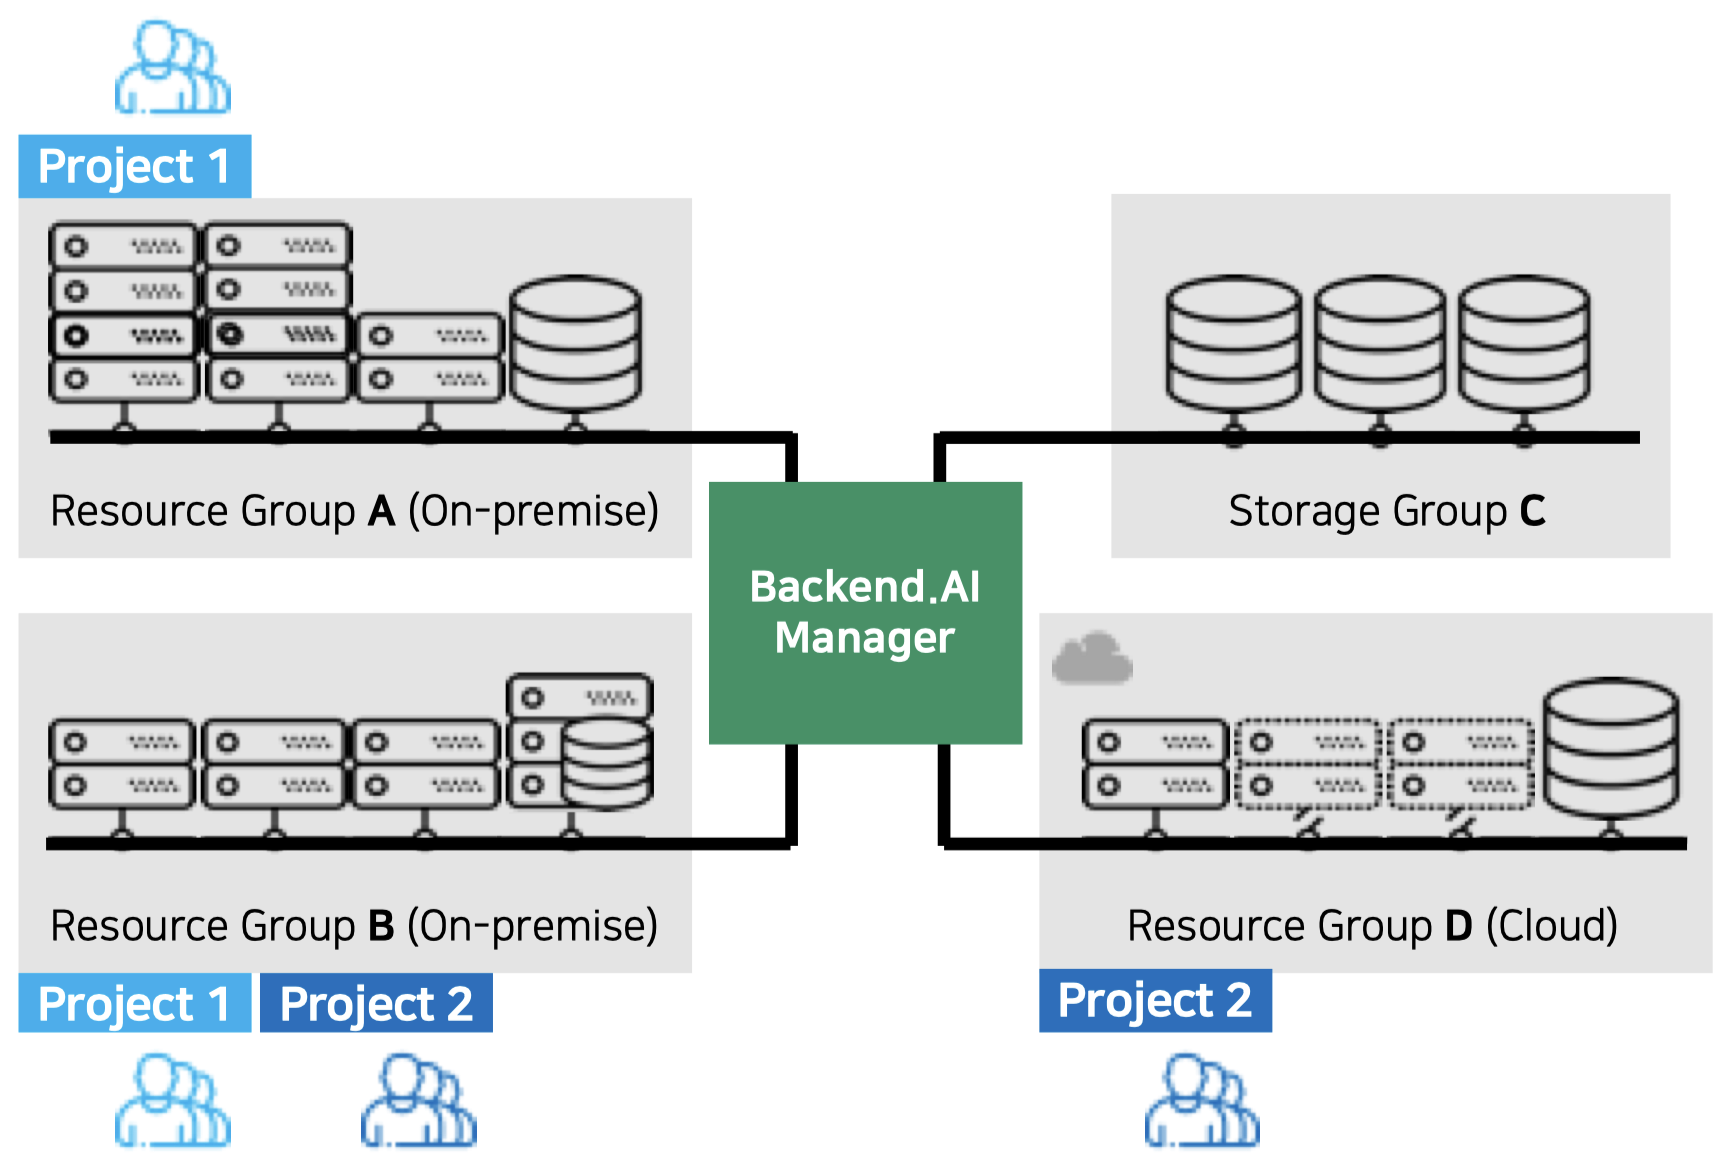 Project 1
Resource Group A (On-premise)
Storage Group C
Backend.AI
Manager
Resource Group B (On-premise)
Resource Group D (Cloud)
Project 1
Project 2
Project 2